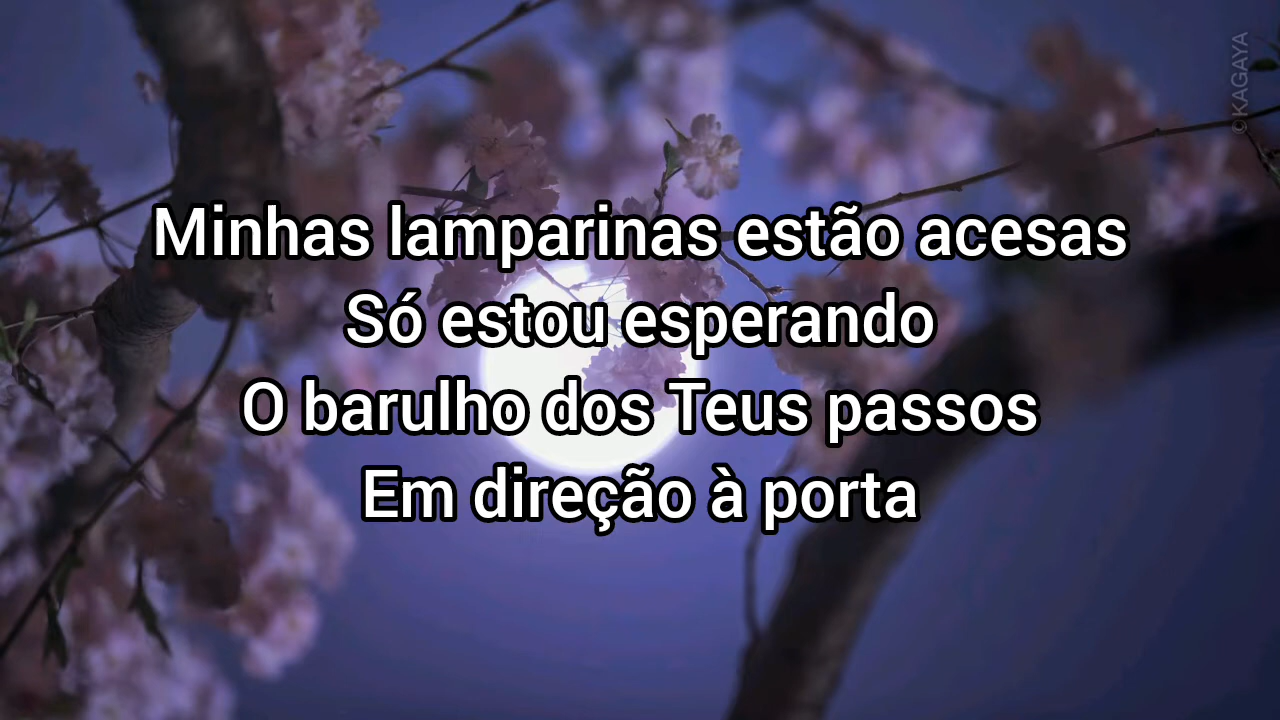 ©KAGAYA
Minhas lamparinas estão acesas
Só estou esperando
O barulho dos Teus passos
Em direção à porta